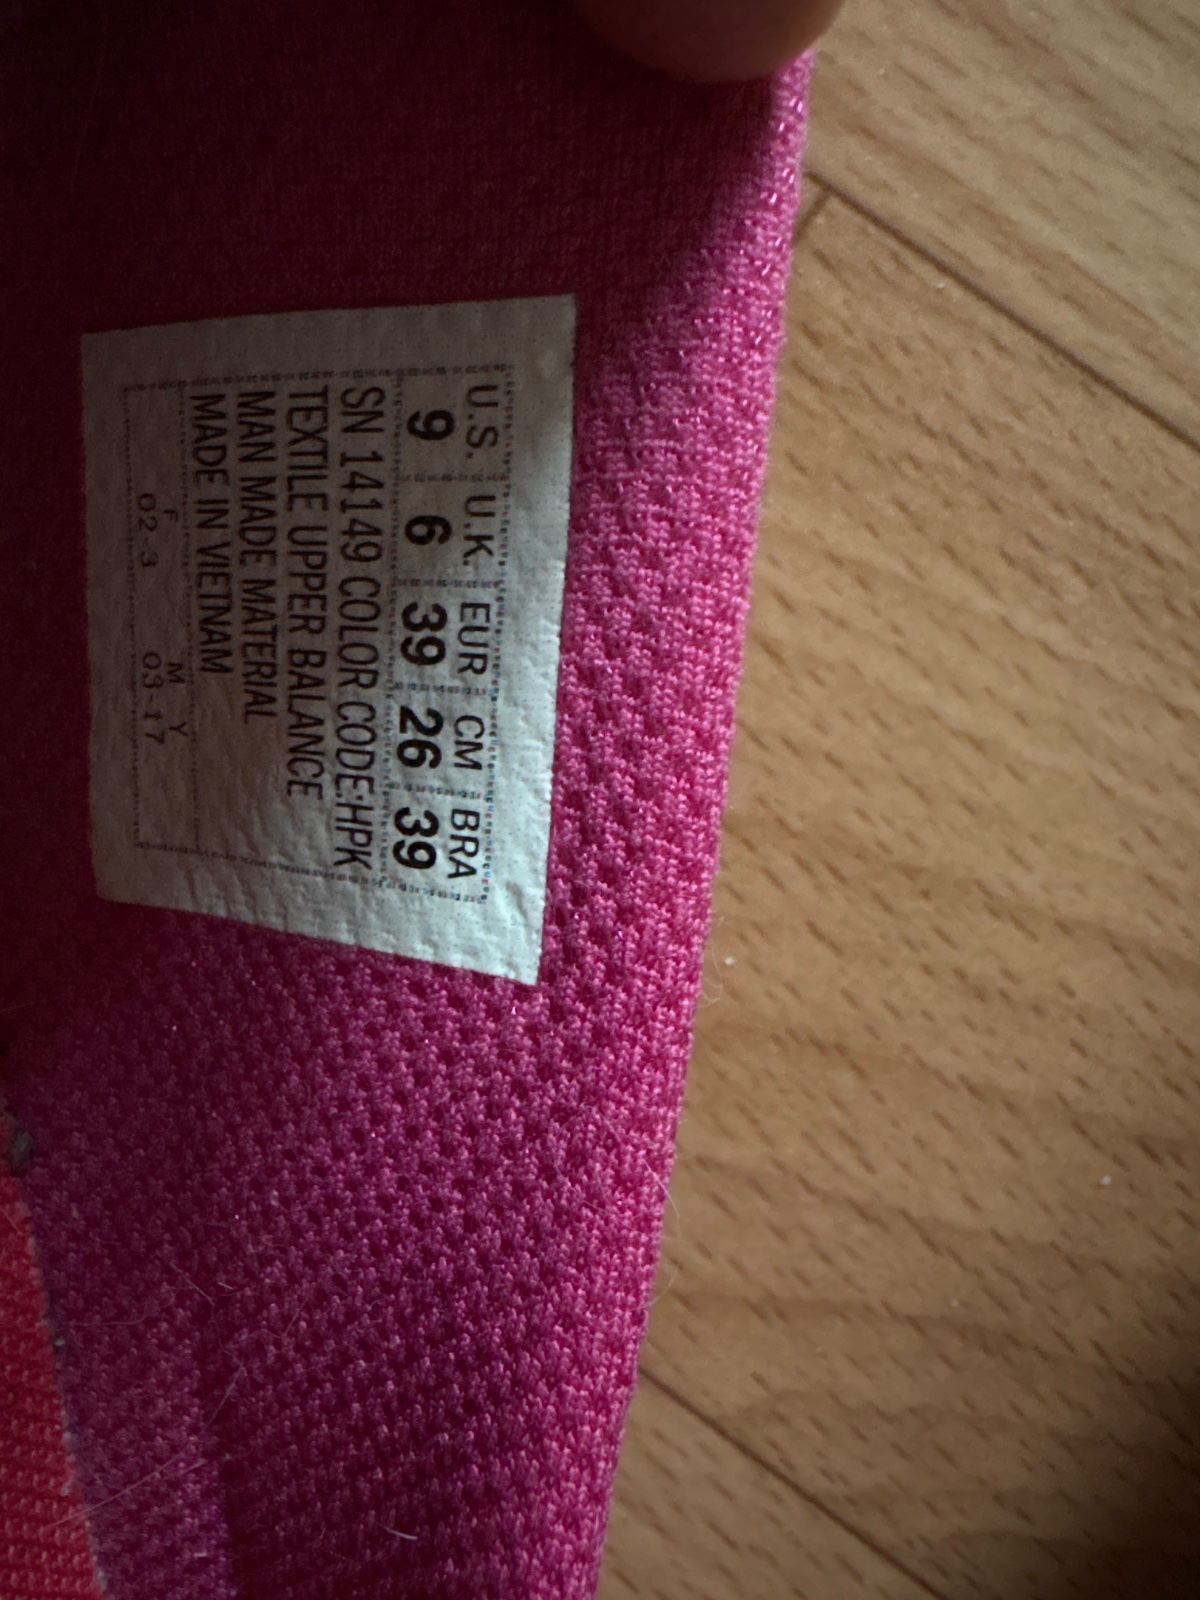 U.S. U.K. EUR CM BRA
9 6 39 26 39
SN 14149 COLOR CODE:HPK
TEXTILE UPPER BALANCE
MAN MADE MATERIAL
MADE IN VIETNAM
F M Y
02-3 03-17